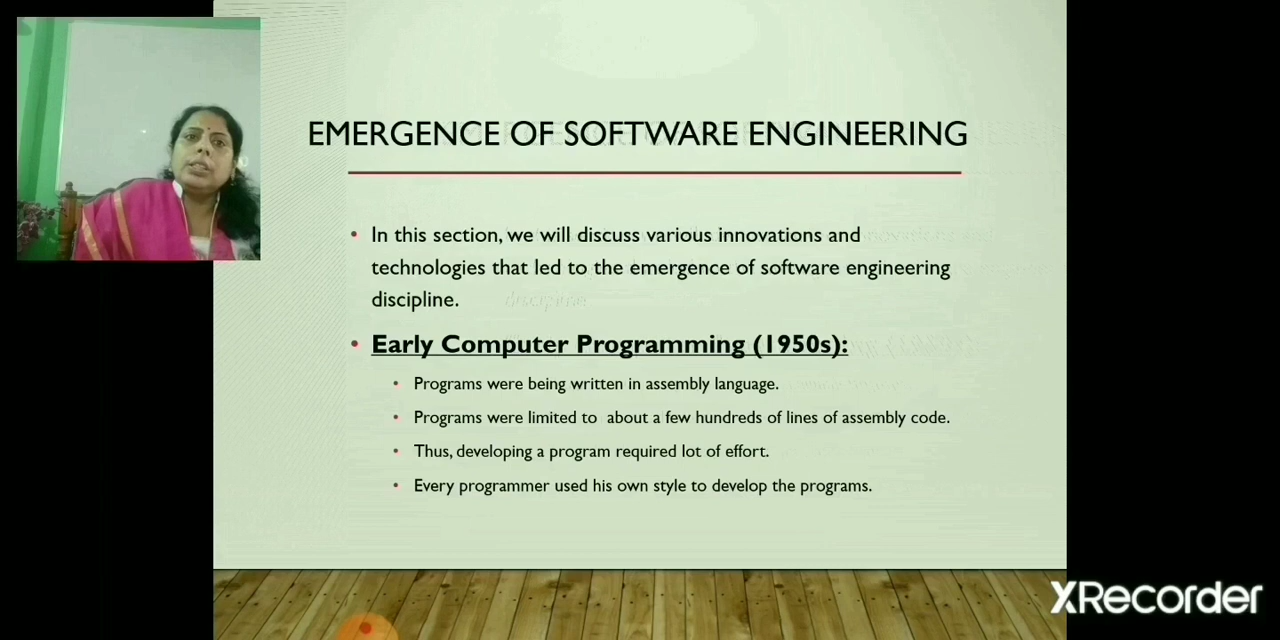 EMERGENCE OF SOFTWARE ENGINEERING
• In this section, we will discuss various innovations and
technologies that led to the emergence of software engineering
discipline.
• Early Computer Programming (1950s):
• Programs were being written in assembly language.
• Programs were limited to  about a few hundreds of lines of assembly code.
• Thus, developing a program required lot of effort.
• Every programmer used his own style to develop the programs.
XRecorder